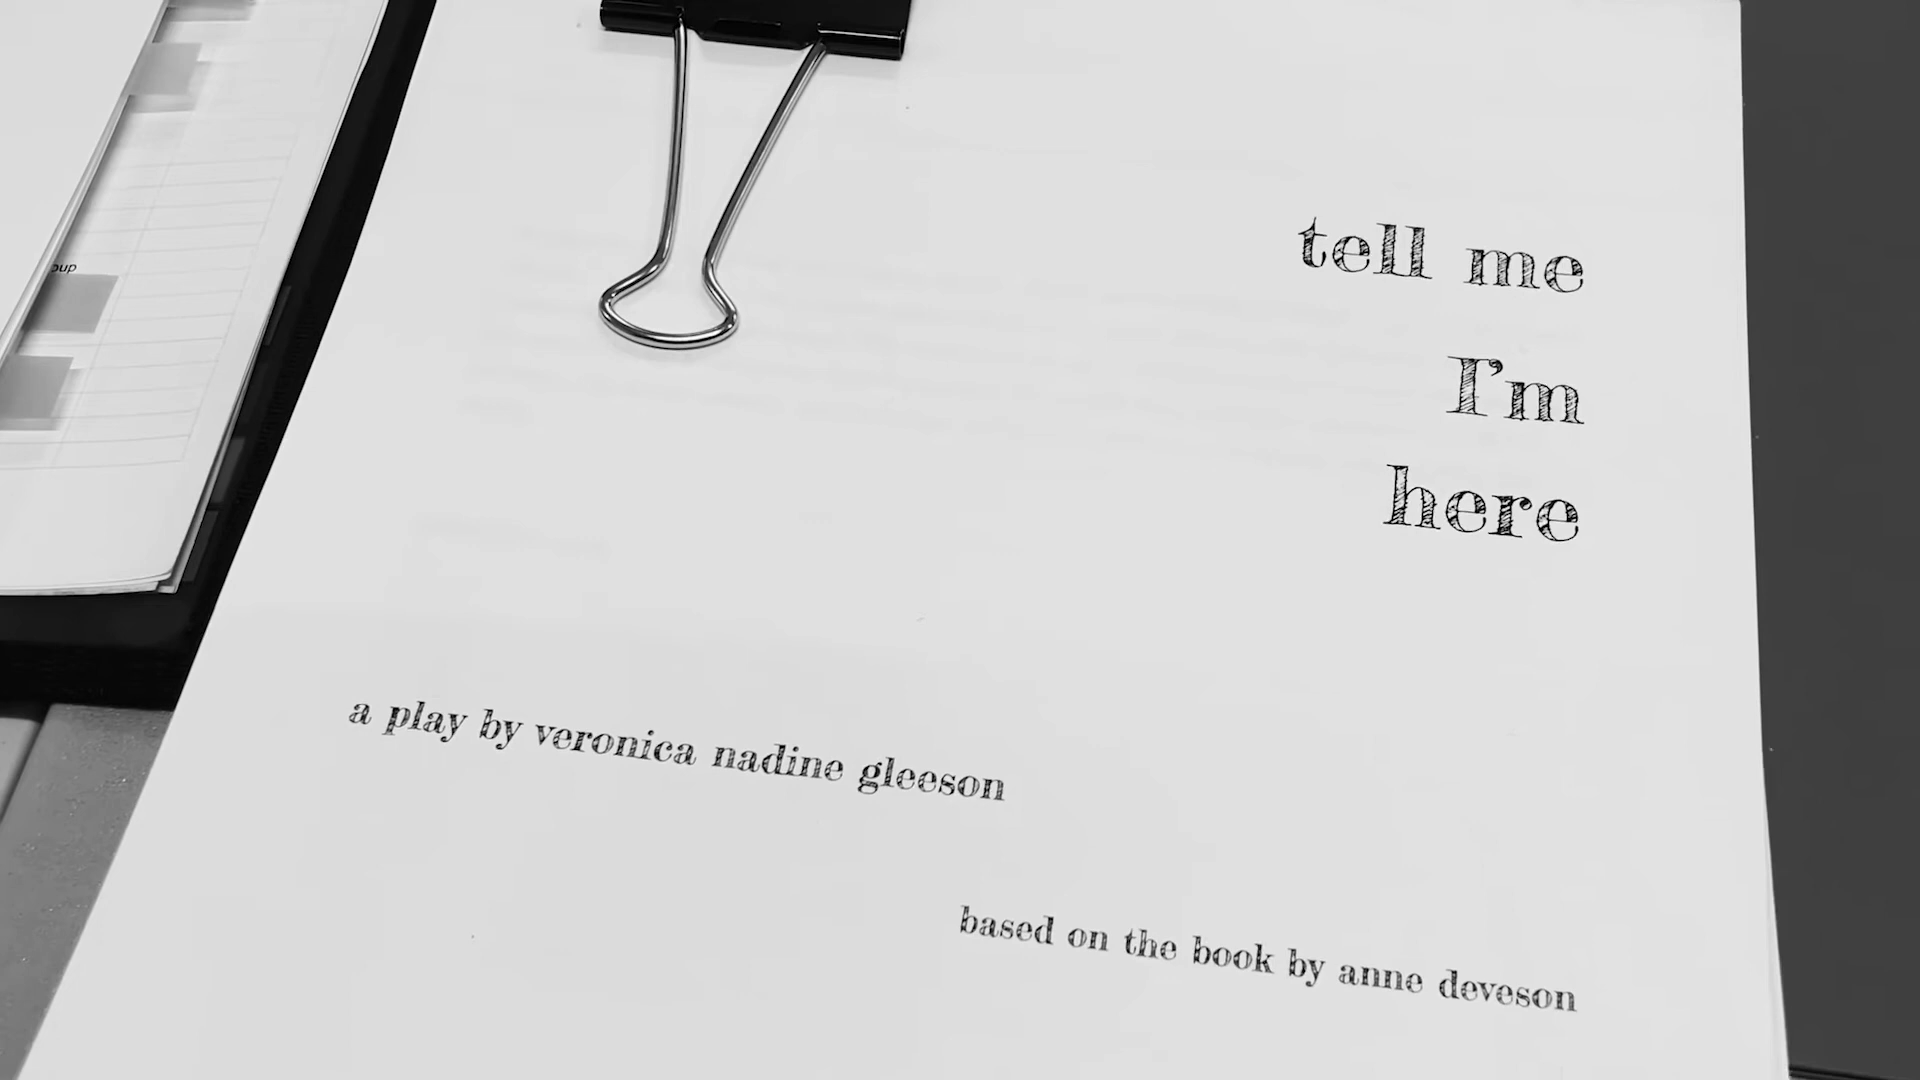 tell me
I'm
here
a play by veronica nadine gleeson
based on the book by anne deveson